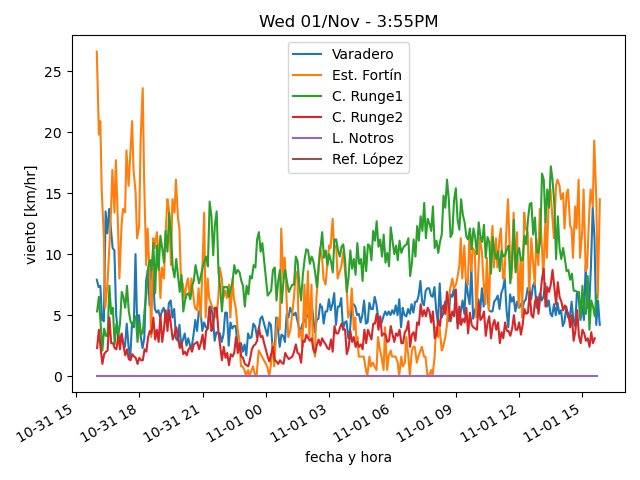 Wed 01/Nov - 3:55PM
Varadero
Est. Fortín
C. Runge1
C. Runge2
L. Notros
Ref. López
viento [km/hr]
25
20
15
10
5
0
10-31 15
10-31 18
10-31 21
11-01 00
11-01 03
11-01 06
11-01 09
11-01 12
11-01 15
fecha y hora